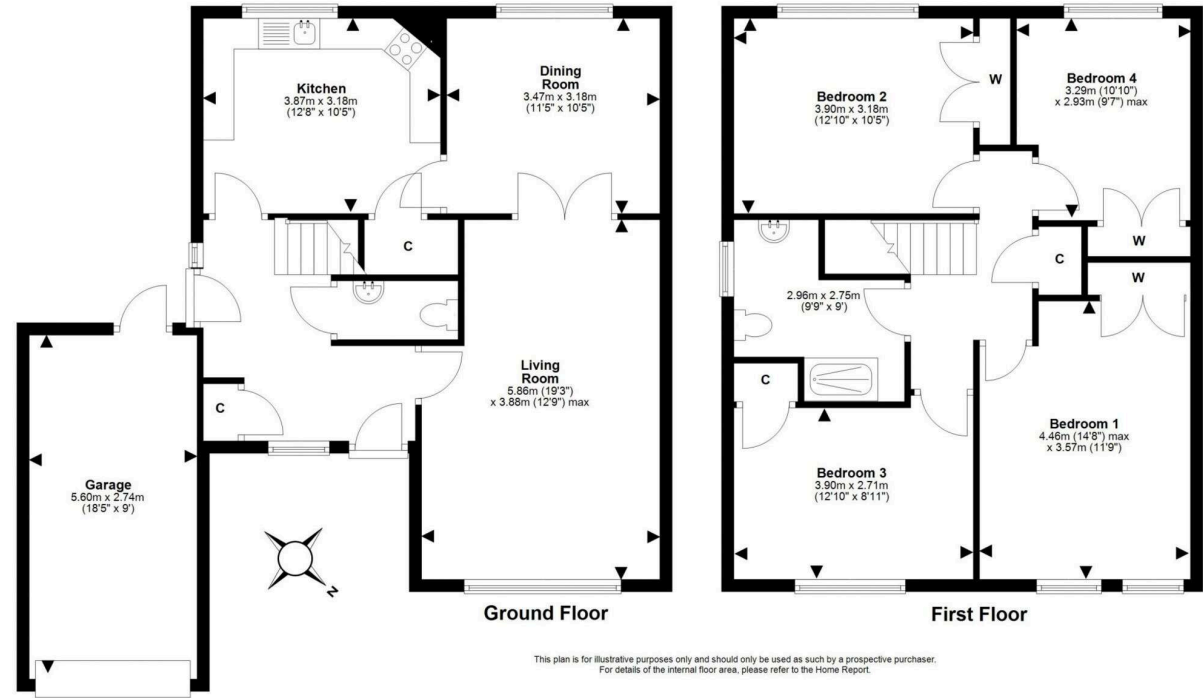 Kitchen
3.87m x 3.18m
(12'8" x 10'5")
Dining
Room
3.47m x 3.18m
(11'5" x 10'5")
C
C
Living
Room
5.86m (19'3")
x 3.88m (12'9") max
Garage
5.60m x 2.74m
(18'5" x 9')
N
Ground Floor
Bedroom 2
3.90m x 3.18m
(12'10" x 10'5")
W
Bedroom 4
3.29m (10'10")
x 2.93m (9'7") max
W
C
W
2.96m x 2.75m
(9'9" x 9')
C
Bedroom 3
3.90m x 2.71m
(12'10" x 8'11")
Bedroom 1
4.46m (14'8") max
x 3.57m (11'9")
First Floor
This plan is for illustrative purposes only and should only be used as such by a prospective purchaser.
For details of the internal floor area, please refer to the Home Report.